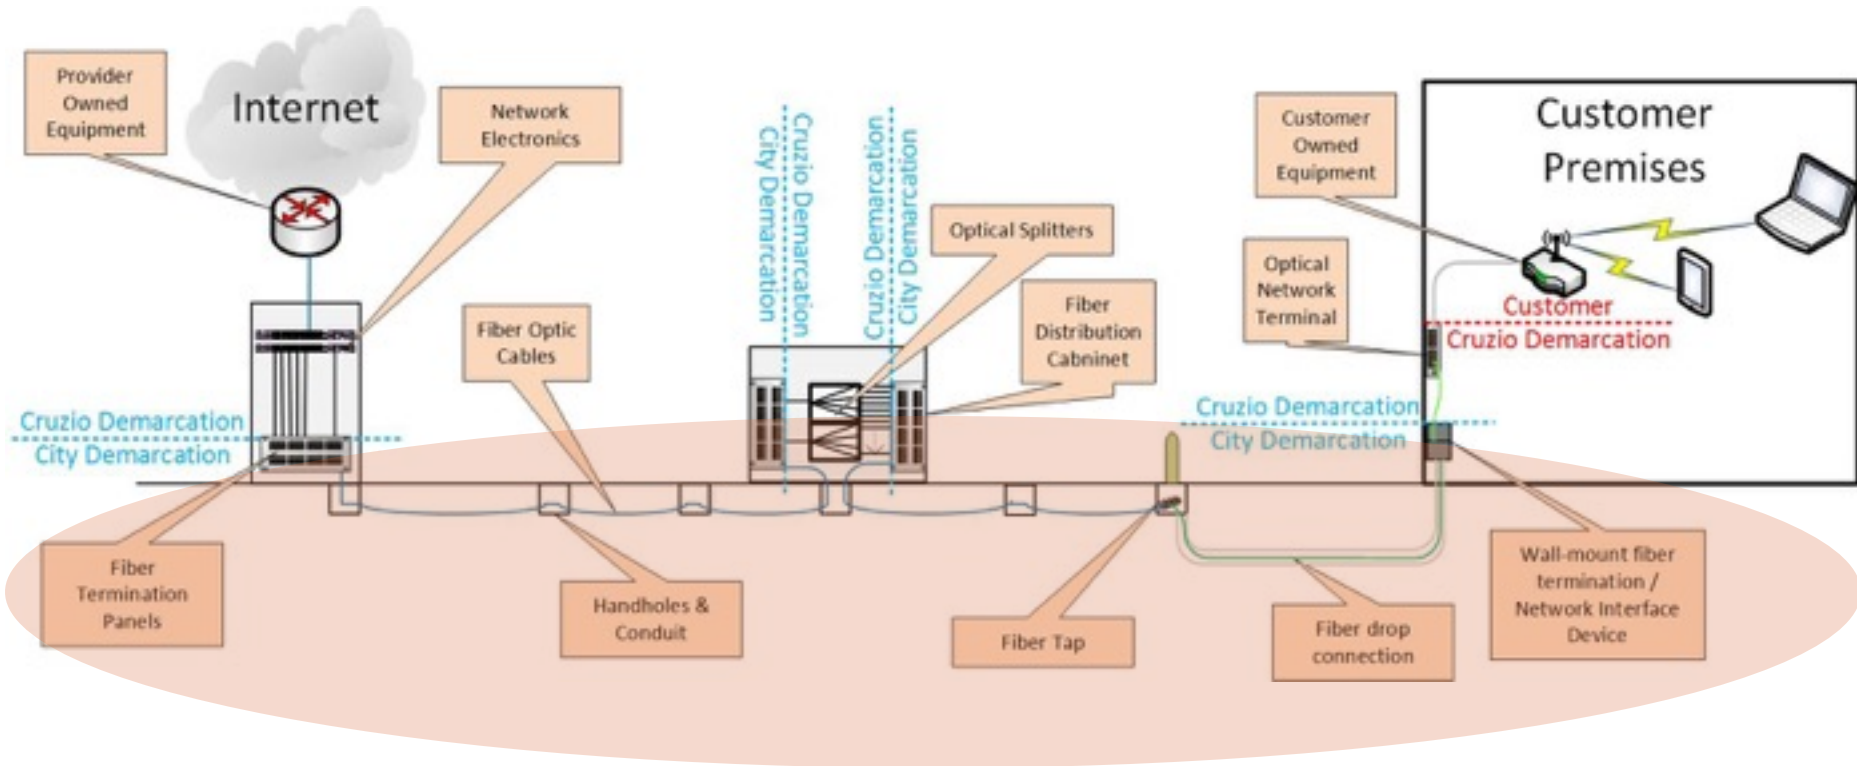 Provider
Owned
Equipment
Internet
Network
Electronics
Fiber Optic
Cables
City Demarcation
Cruzio Demarcation
Cruzio Demarcation
City Demarcation
Optical Splitters
Fiber
Distribution
Cabninet
Customer
Owned
Equipment
Customer
Premises
Optical
Network
Terminal
Customer
Cruzio Demarcation
Cruzio Demarcation
City Demarcation
Cruzio Demarcation
City Demarcation
Fiber
Termination
Panels
Handholes &
Conduit
Fiber Tap
Fiber drop
connection
Wall-mount fiber
termination /
Network Interface
Device